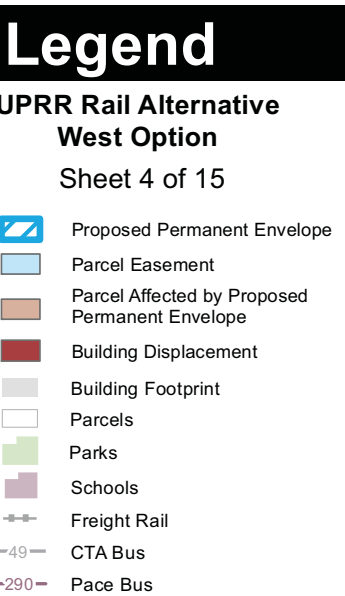 Legend
UPRR Rail Alternative
West Option
Sheet 4 of 15
Proposed Permanent Envelope
Parcel Easement
Parcel Affected by Proposed
Permanent Envelope
Building Displacement
Building Footprint
Parcels
Parks
Schools
Freight Rail
49 CTA Bus
290 Pace Bus